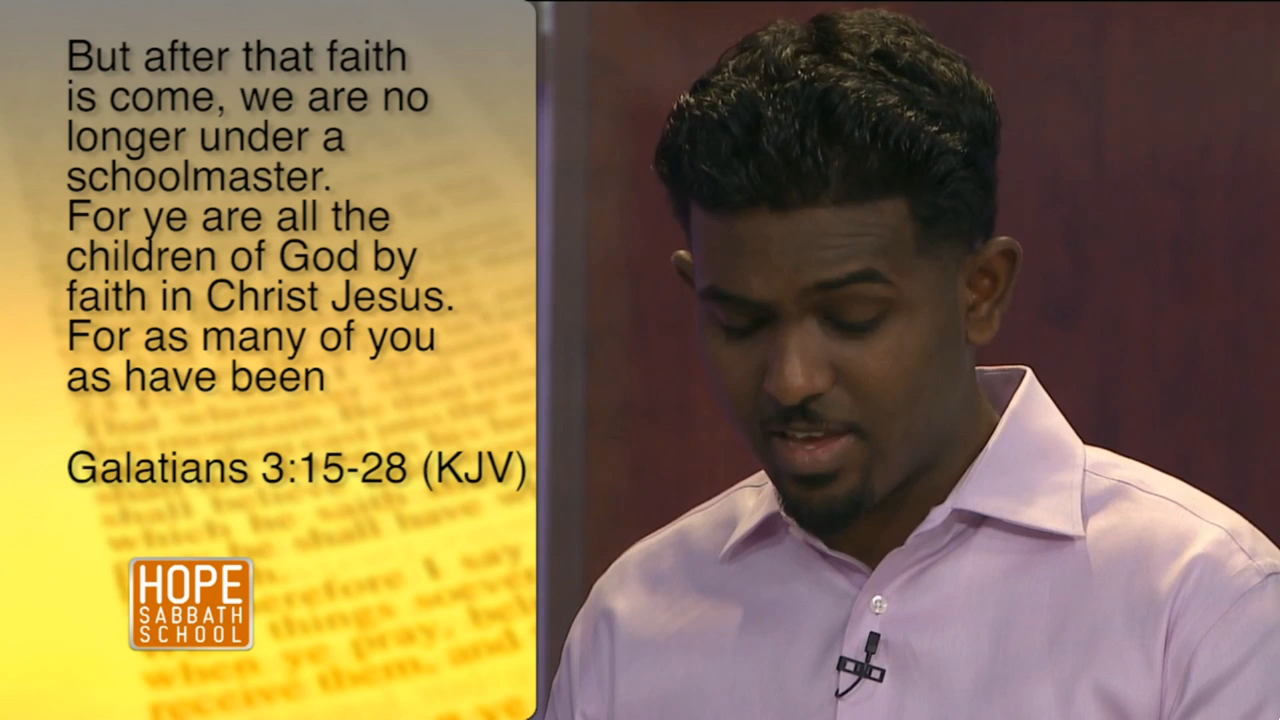 But after that faith
is come, we are no
longer under a
schoolmaster.
For ye are all the
children of God by
faith in Christ Jesus.
For as many of you
as have been
Galatians 3:15-28 (KJV)
HOPE
SABBATH
SCHOOL